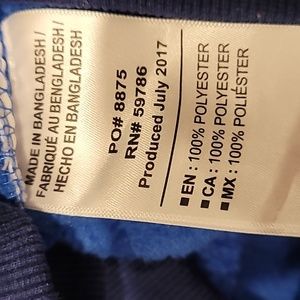 MADE IN BANGLADESH /
FABRIQUÉ AU BENGLADESH /
HECHO EN BANGLADESH
PO# 8875
RN# 59786
Produced July 2017
■ EN : 100% POLYESTER
■ CA : 100% POLYESTER
■ MX : 100% POLIÉSTER